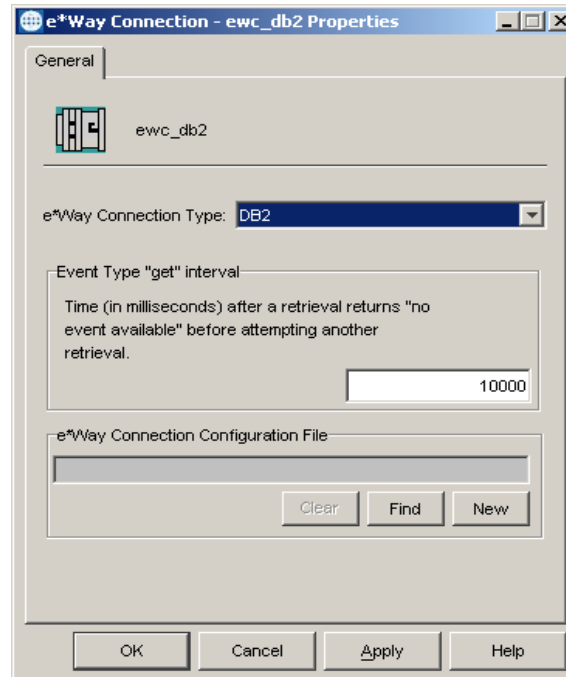 e*Way Connection - ewc_db2 Properties
General
ewc_db2
e*Way Connection Type: DB2
Event Type "get" interval
Time (in milliseconds) after a retrieval returns "no
event available" before attempting another
retrieval.
10000
e*Way Connection Configuration File
Clear Find New
OK Cancel Apply Help